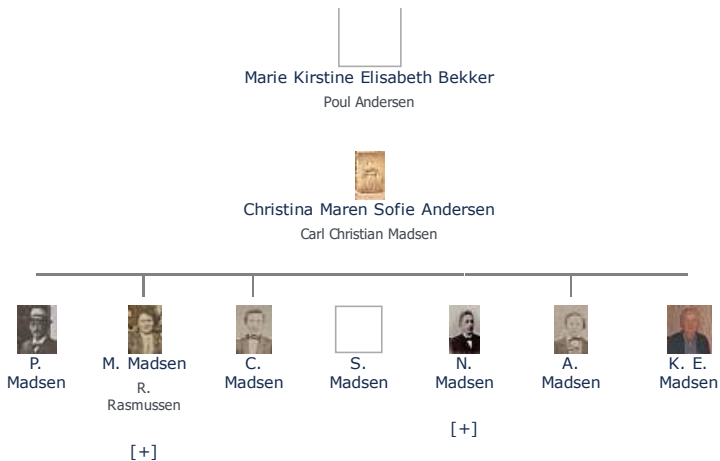 Marie Kirstine Elisabeth Bekker
Poul Andersen
Christina Maren Sofie Andersen
Carl Christian Madsen
P.
Madsen
M. Madsen
R.
Rasmussen
[+]
C.
Madsen
S.
Madsen
N.
Madsen
[+]
A.
Madsen
K. E.
Madsen